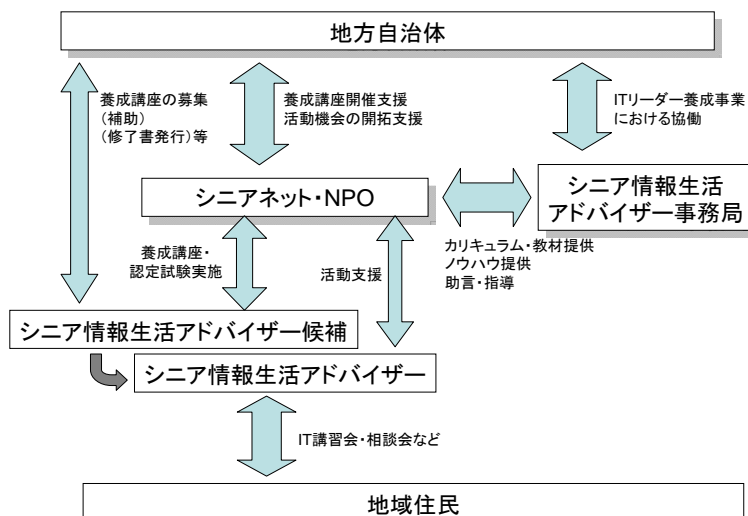 地方自治体
養成講座の募集
（補助）
（修了書発行）等
養成講座開催支援
活動機会の開拓支援
ITリーダー養成事業
における協働
シニアネット・NPO
シニア情報生活
アドバイザー事務局
養成講座・
認定試験実施
活動支援
カリキュラム・教材提供
ノウハウ提供
助言・指導
シニア情報生活アドバイザー候補
シニア情報生活アドバイザー
IT講習会・相談会など
地域住民